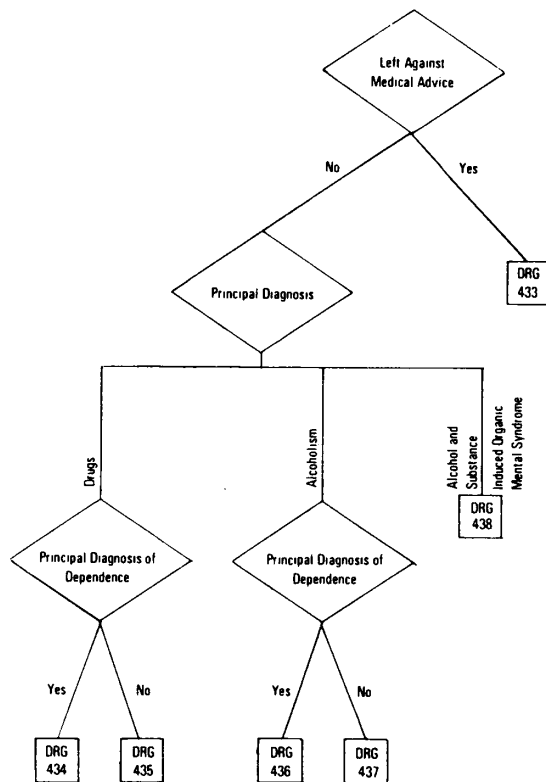 Left Against
Medical Advice
No
Yes
DRG
433
Principal Diagnosis
Drugs
Alcoholism
Alcohol and
Substance
Induced Organic
Mental Syndrome
DRG
438
Principal Diagnosis of
Dependence
Principal Diagnosis of
Dependence
Yes
No
Yes
No
DRG
434
DRG
435
DRG
436
DRG
437